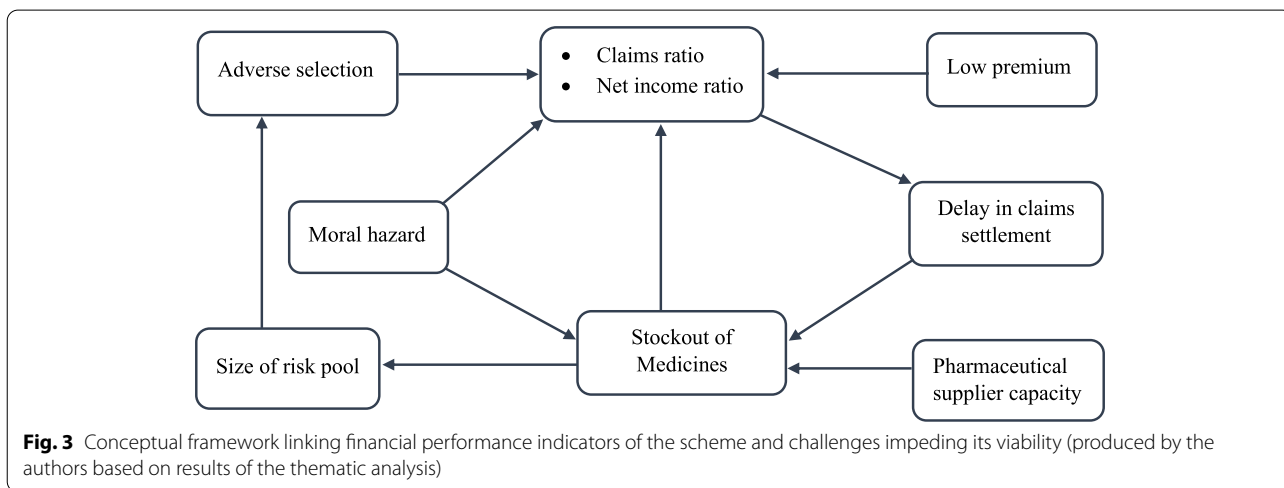 Adverse selection
• Claims ratio
• Net income ratio
Low premium
Moral hazard
Delay in claims
settlement
Size of risk pool
Stockout of
Medicines
Pharmaceutical
supplier capacity
Fig. 3 Conceptual framework linking financial performance indicators of the scheme and challenges impeding its viability (produced by the
authors based on results of the thematic analysis)